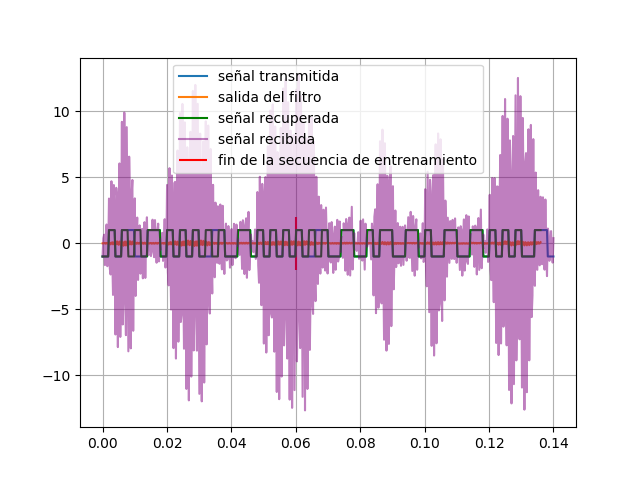 señal transmitida
salida del filtro
señal recuperada
señal recibida
fin de la secuencia de entrenamiento
10
5
0
−5
−10
0.00 0.02 0.04 0.06 0.08 0.10 0.12 0.14